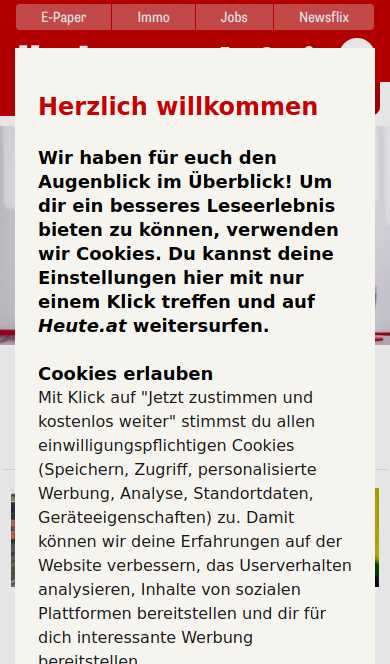 E-Paper
Immo
Jobs
Newsflix
Herzlich willkommen
Wir haben für euch den
Augenblick im Überblick! Um
dir ein besseres Leseerlebnis
bieten zu können, verwenden
wir Cookies. Du kannst deine
Einstellungen hier mit nur
einem Klick treffen und auf
Heute.at weitersurfen.
Cookies erlauben
Mit Klick auf "Jetzt zustimmen und
kostenlos weiter" stimmst du allen
einwilligungspflichtigen Cookies
(Speichern, Zugriff, personalisierte
Werbung, Analyse, Standortdaten,
Geräteeigenschaften) zu. Damit
können wir deine Erfahrungen auf der
Website verbessern, das Userverhalten
analysieren, Inhalte von sozialen
Plattformen bereitstellen und dir für
dich interessante Werbung
bereitstellen